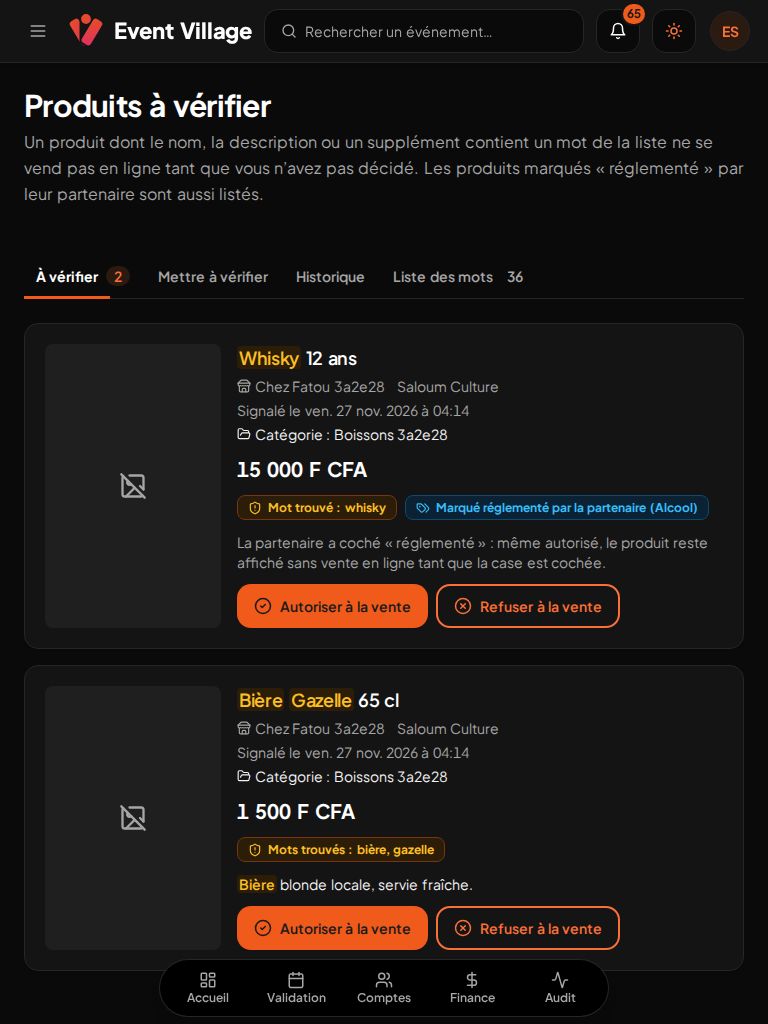 Event Village
Rechercher un événement…
65
ES
Produits à vérifier
Un produit dont le nom, la description ou un supplément contient un mot de la liste ne se
vend pas en ligne tant que vous n’avez pas décidé. Les produits marqués « réglementé » par
leur partenaire sont aussi listés.
À vérifier 2 Mettre à vérifier Historique Liste des mots 36
Whisky 12 ans
Chez Fatou 3a2e28 Saloum Culture
Signalé le ven. 27 nov. 2026 à 04:14
Catégorie : Boissons 3a2e28
15 000 F CFA
Mot trouvé : whisky Marqué réglementé par la partenaire (Alcool)
La partenaire a coché « réglementé » : même autorisé, le produit reste
affiché sans vente en ligne tant que la case est cochée.
Autoriser à la vente Refuser à la vente
Bière Gazelle 65 cl
Chez Fatou 3a2e28 Saloum Culture
Signalé le ven. 27 nov. 2026 à 04:14
Catégorie : Boissons 3a2e28
1 500 F CFA
Mots trouvés : bière, gazelle
Bière blonde locale, servie fraîche.
Autoriser à la vente Refuser à la vente
Accueil Validation Comptes Finance Audit